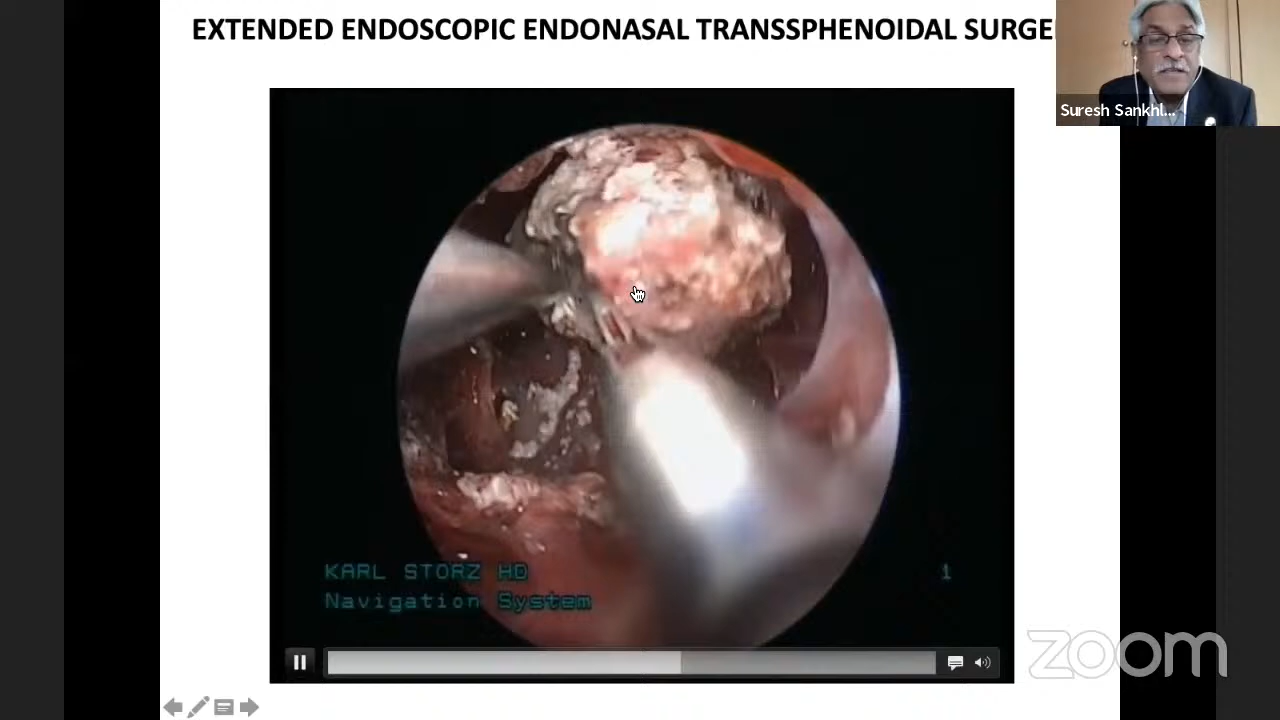 EXTENDED ENDOSCOPIC ENDONASAL TRANSSPHENOIDAL SURGE
Suresh Sankhl...
KARL STORZ HD
1
Navigation System
zoom